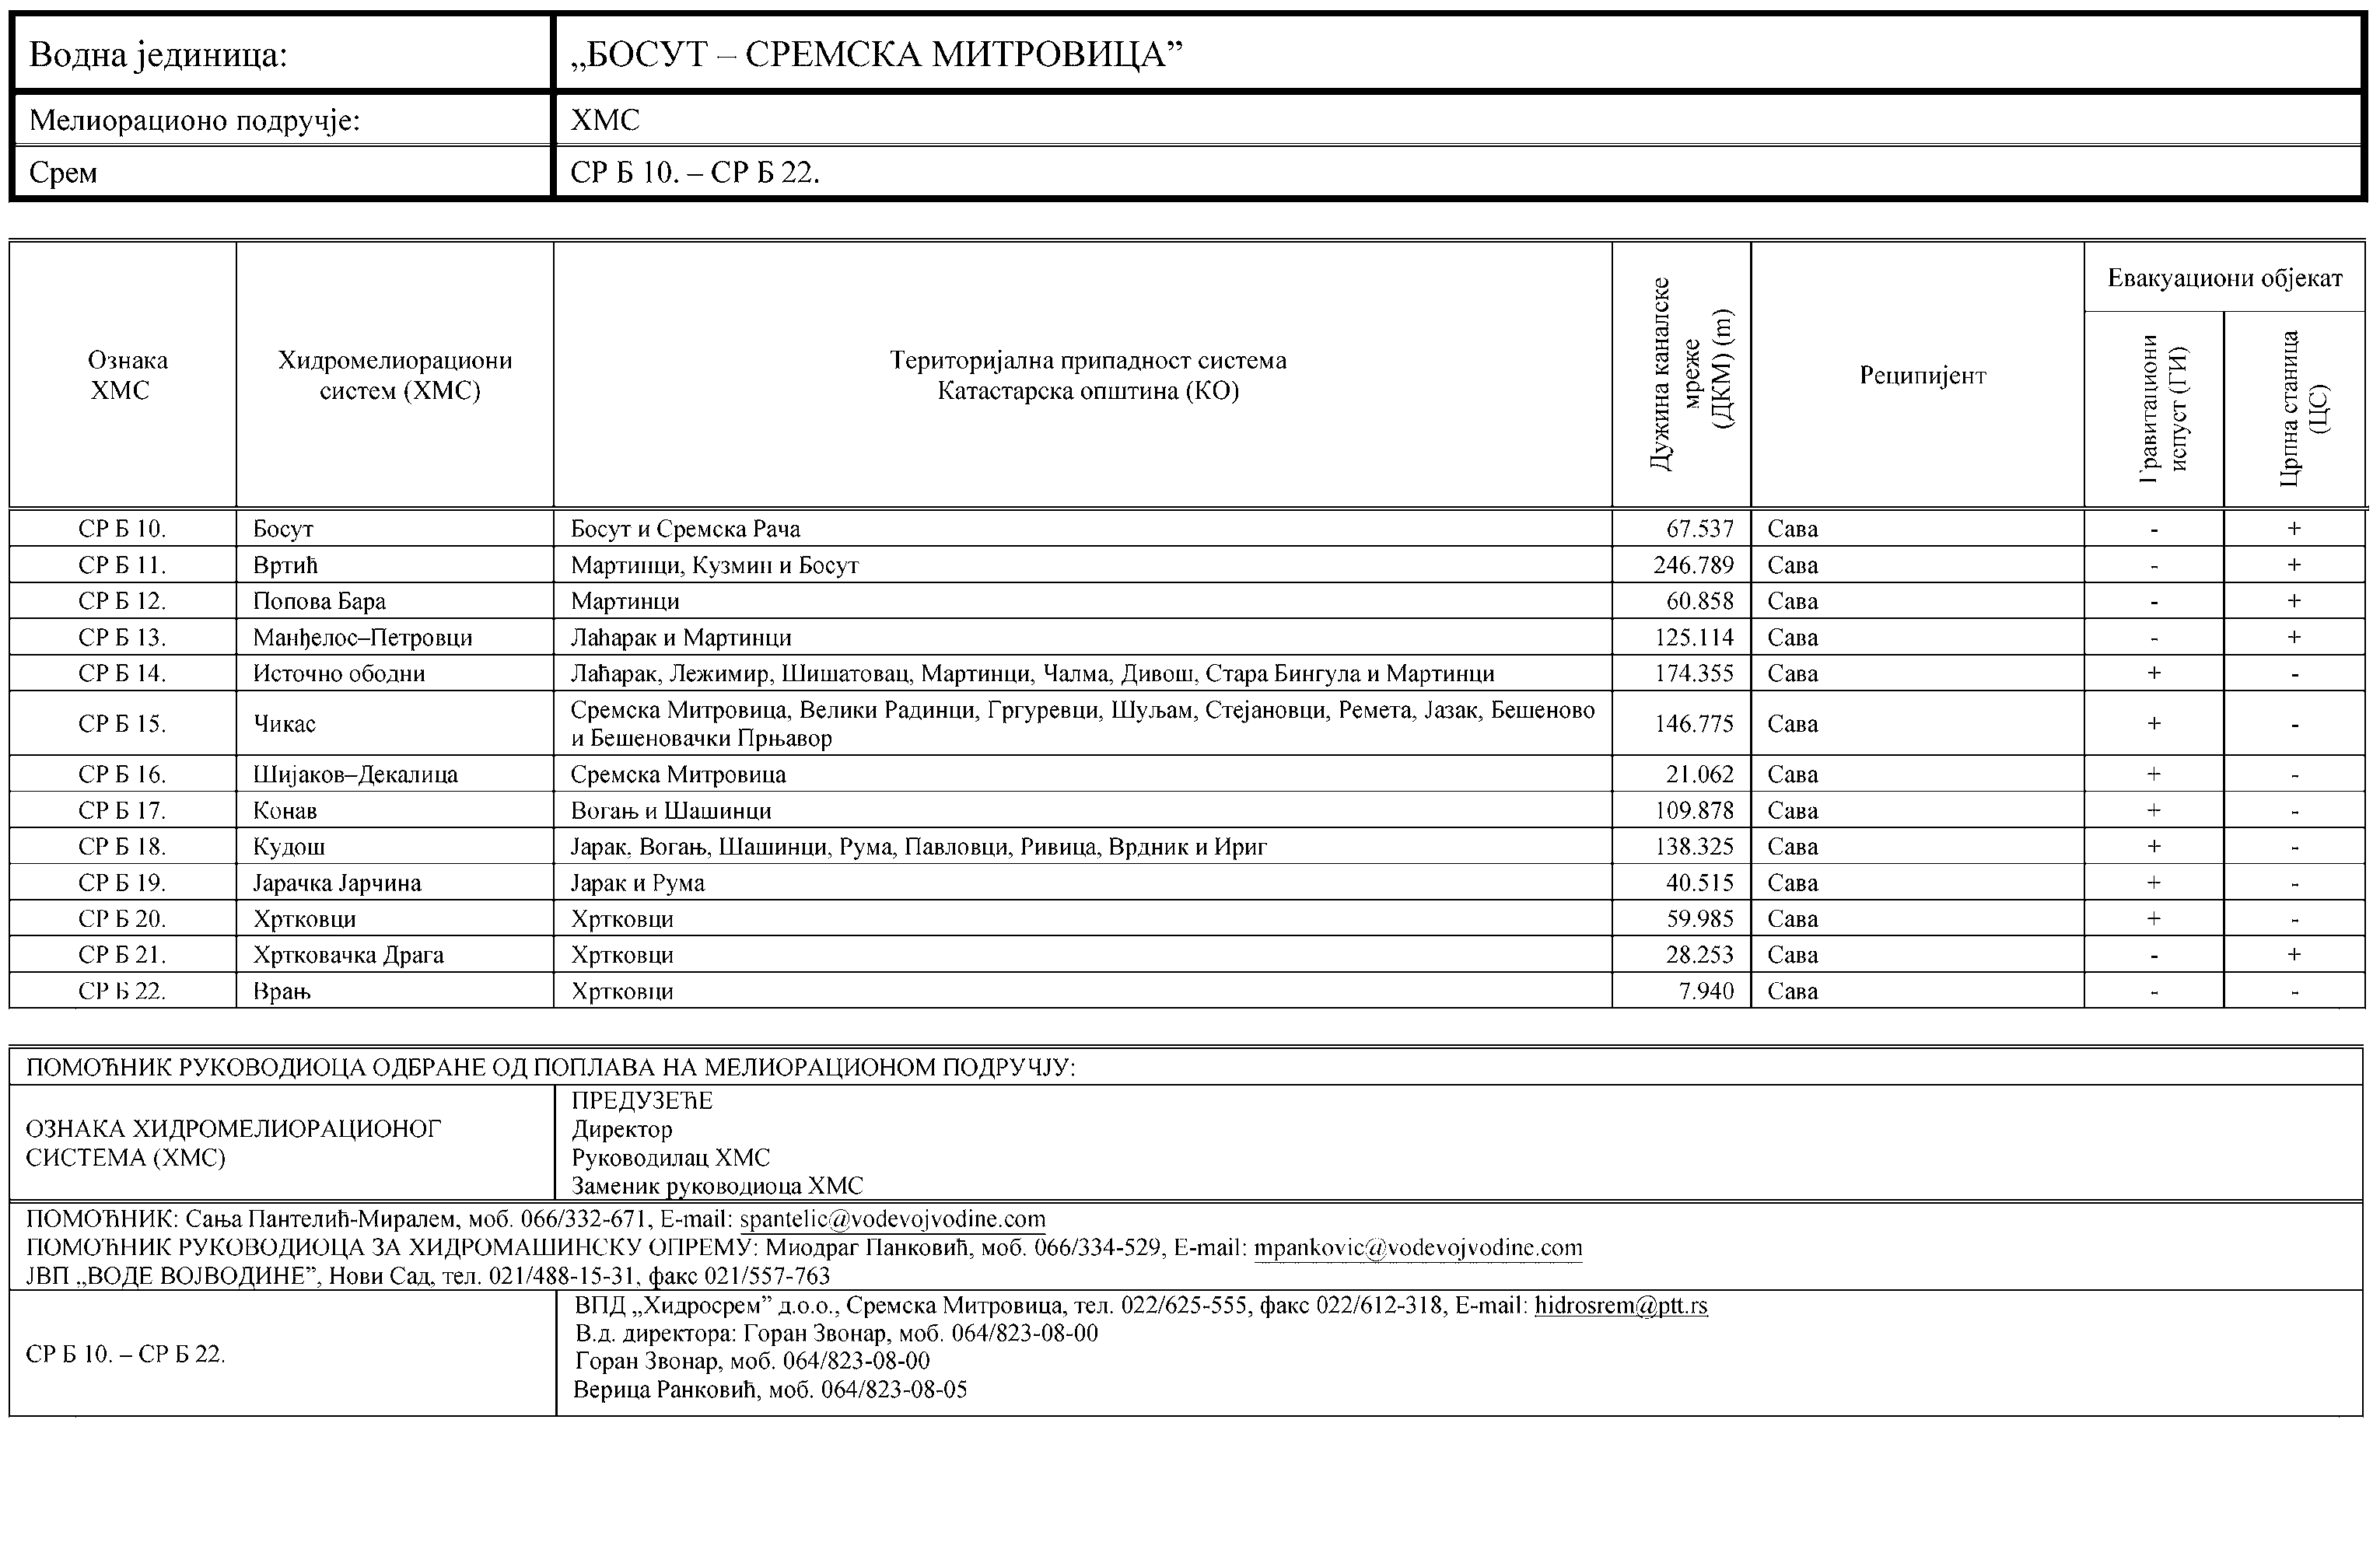 Водна јединица: „БОСУТ – СРЕМСКА МИТРОВИЦА”
Мелиорационо подручје: ХМС
Срем СР Б 10. – СР Б 22.
Ознака ХМС
Хидромелиорациони систем (ХМС)
Територијална припадност система
Катастарска општина (КО)
Дужина каналске мреже (ДКМ) (m)
Реципијент
Евакуациони објекат
Гравитациони испуст (ГИ)
Црпна станица (ЦС)
СР Б 10. Босут Босут и Сремска Рача 67.537 Сава - +
СР Б 11. Вртић Мартинци, Кузмин и Босут 246.789 Сава - +
СР Б 12. Попова Бара Мартинци 60.858 Сава - +
СР Б 13. Манђелос–Петровци Лаћарак и Мартинци 125.114 Сава - +
СР Б 14. Источно ободни Лаћарак, Лежимир, Шишатовац, Мартинци, Чалма, Дивош, Стара Бингула и Мартинци 174.355 Сава + -
СР Б 15. Чикас Сремска Митровица, Велики Радинци, Гргуревци, Шуљам, Стејановци, Ремета, Јазак, Бешеново
и Бешеновачки Прњавор 146.775 Сава + -
СР Б 16. Шијаков–Декалица Сремска Митровица 21.062 Сава + -
СР Б 17. Конав Вогањ и Шашинци 109.878 Сава + -
СР Б 18. Кудош Јарак, Вогањ, Шашинци, Рума, Павловци, Ривица, Врдник и Ириг 138.325 Сава + -
СР Б 19. Јарачка Јарчина Јарак и Рума 40.515 Сава + -
СР Б 20. Хртковци Хртковци 59.985 Сава + -
СР Б 21. Хртковачка Драга Хртковци 28.253 Сава - +
СР Б 22. Врањ Хртковци 7.940 Сава - -
ПОМОЋНИК РУКОВОДИОЦА ОДБРАНЕ ОД ПОПЛАВА НА МЕЛИОРАЦИОНОМ ПОДРУЧЈУ:
ОЗНАКА ХИДРОМЕЛИОРАЦИОНОГ
СИСТЕМА (ХМС)
ПРЕДУЗЕЋЕ
Директор
Руководилац ХМС
Заменик руководиоца ХМС
ПОМОЋНИК: Сања Пантелић-Миралем, моб. 066/332-671, E-mail: spantelic@vodevojvodine.com
ПОМОЋНИК РУКОВОДИОЦА ЗА ХИДРОМАШИНСКУ ОПРЕМУ: Миодраг Панковић, моб. 066/334-529, E-mail: mpankovic@vodevojvodine.com
ЈВП „ВОДЕ ВОЈВОДИНЕ”, Нови Сад, тел. 021/488-15-31, факс 021/557-763
СР Б 10. – СР Б 22.
ВПД „Хидросрем” д.о.о., Сремска Митровица, тел. 022/625-555, факс 022/612-318, E-mail: hidrosrem@ptt.rs
В.д. директора: Горан Звонар, моб. 064/823-08-00
Горан Звонар, моб. 064/823-08-00
Верица Ранковић, моб. 064/823-08-05